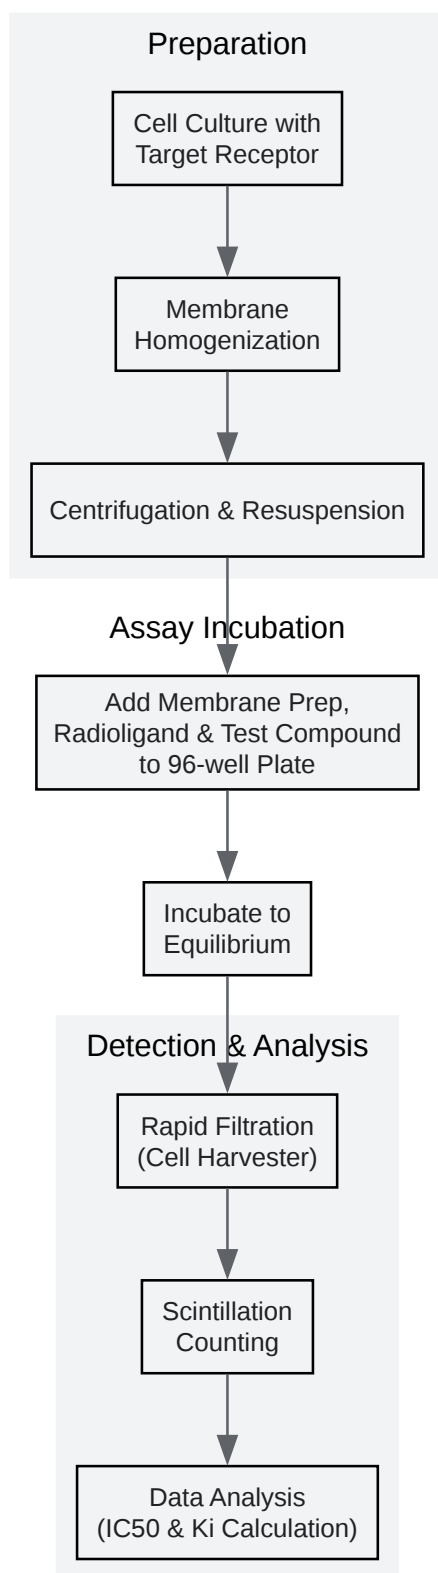 Preparation
Cell Culture with
Target Receptor
Membrane
Homogenization
Centrifugation & Resuspension
Assay Incubation
Add Membrane Prep,
Radioligand & Test Compound
to 96-well Plate
Incubate to
Equilibrium
Detection & Analysis
Rapid Filtration
(Cell Harvester)
Scintillation
Counting
Data Analysis
(IC50 & Ki Calculation)